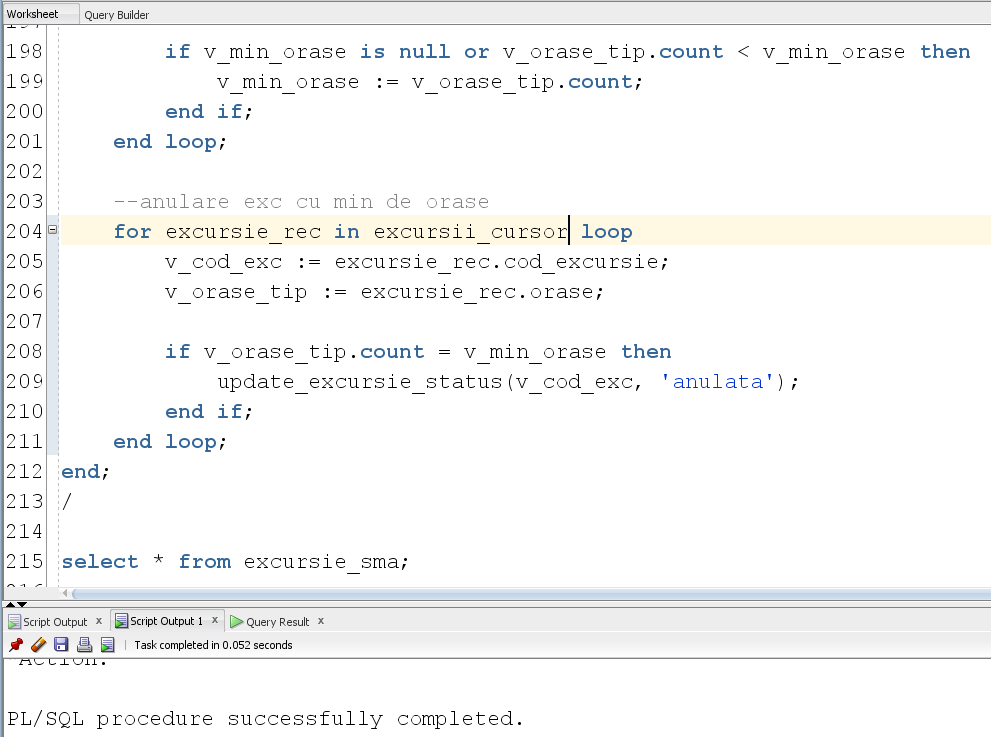 Worksheet Query Builder
197
198 if v_min_orase is null or v_orase_tip.count < v_min_orase then
199 v_min_orase := v_orase_tip.count;
200 end if;
201 end loop;
202
203 --anulare exc cu min de orase
204 for excursie_rec in excursii_cursor loop
205 v_cod_exc := excursie_rec.cod_excursie;
206 v_orase_tip := excursie_rec.orase;
207
208 if v_orase_tip.count = v_min_orase then
209 update_excursie_status(v_cod_exc, 'anulata');
210 end if;
211 end loop;
212 end;
213 /
214
215 select * from excursie_sma;
216
Script Output x Script Output 1 x Query Result x
Task completed in 0.052 seconds
*Action:
PL/SQL procedure successfully completed.